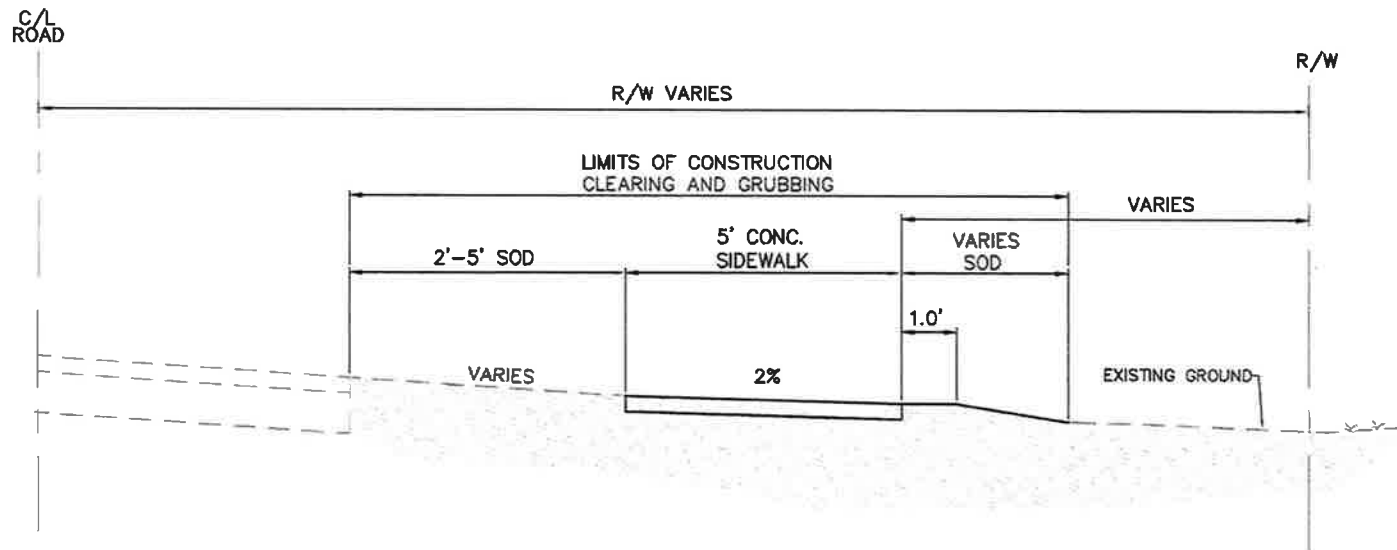 C/L
ROAD
R/W
R/W VARIES
LIMITS OF CONSTRUCTION
CLEARING AND GRUBBING
VARIES
2'-5' SOD
5' CONC.
SIDEWALK
VARIES
SOD
1.0'
VARIES
2%
EXISTING GROUND